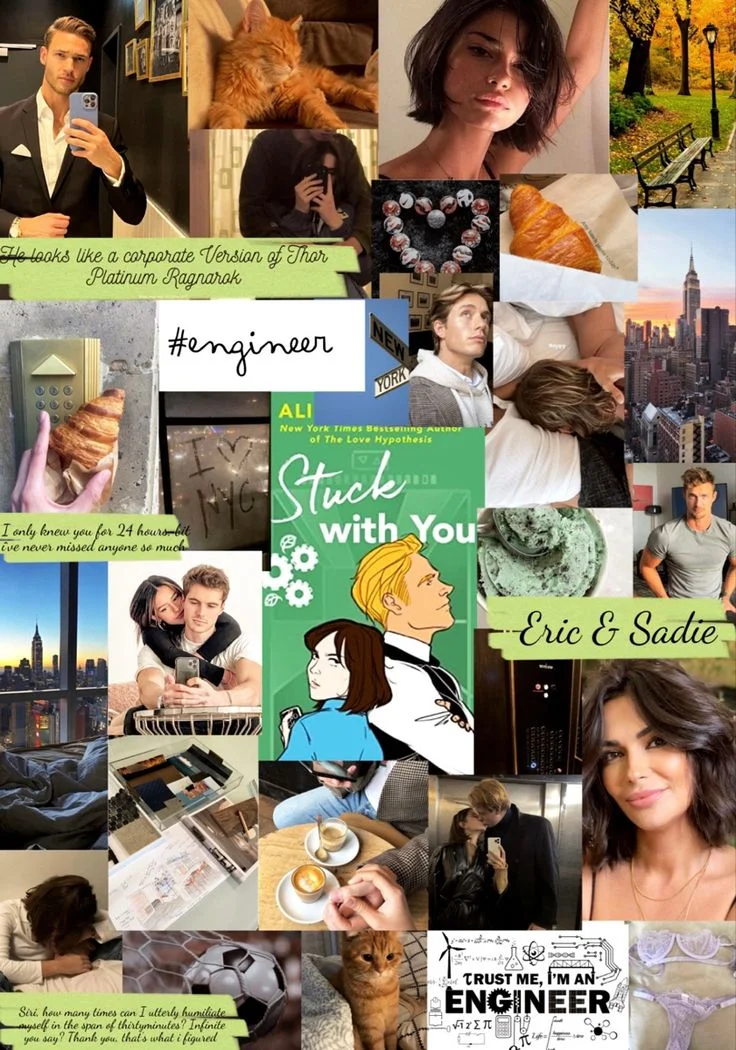 He looks like a corporate Version of Thor
Platinum Ragnarok
#engineer
NEW
YORK
ALI
New York Times Bestselling Author
of The Love Hypothesis
Stuck
with You
I ♡
NYC
I only knew you for 24 hours bit
i've never missed anyone so much
Eric & Sadie
TRUST ME, I'M AN
ENGINEER
Siri, how many times can I utterly humiliate
myself in the span of thirtyminutes? Infinite
you say? Thank you, that's what i figured